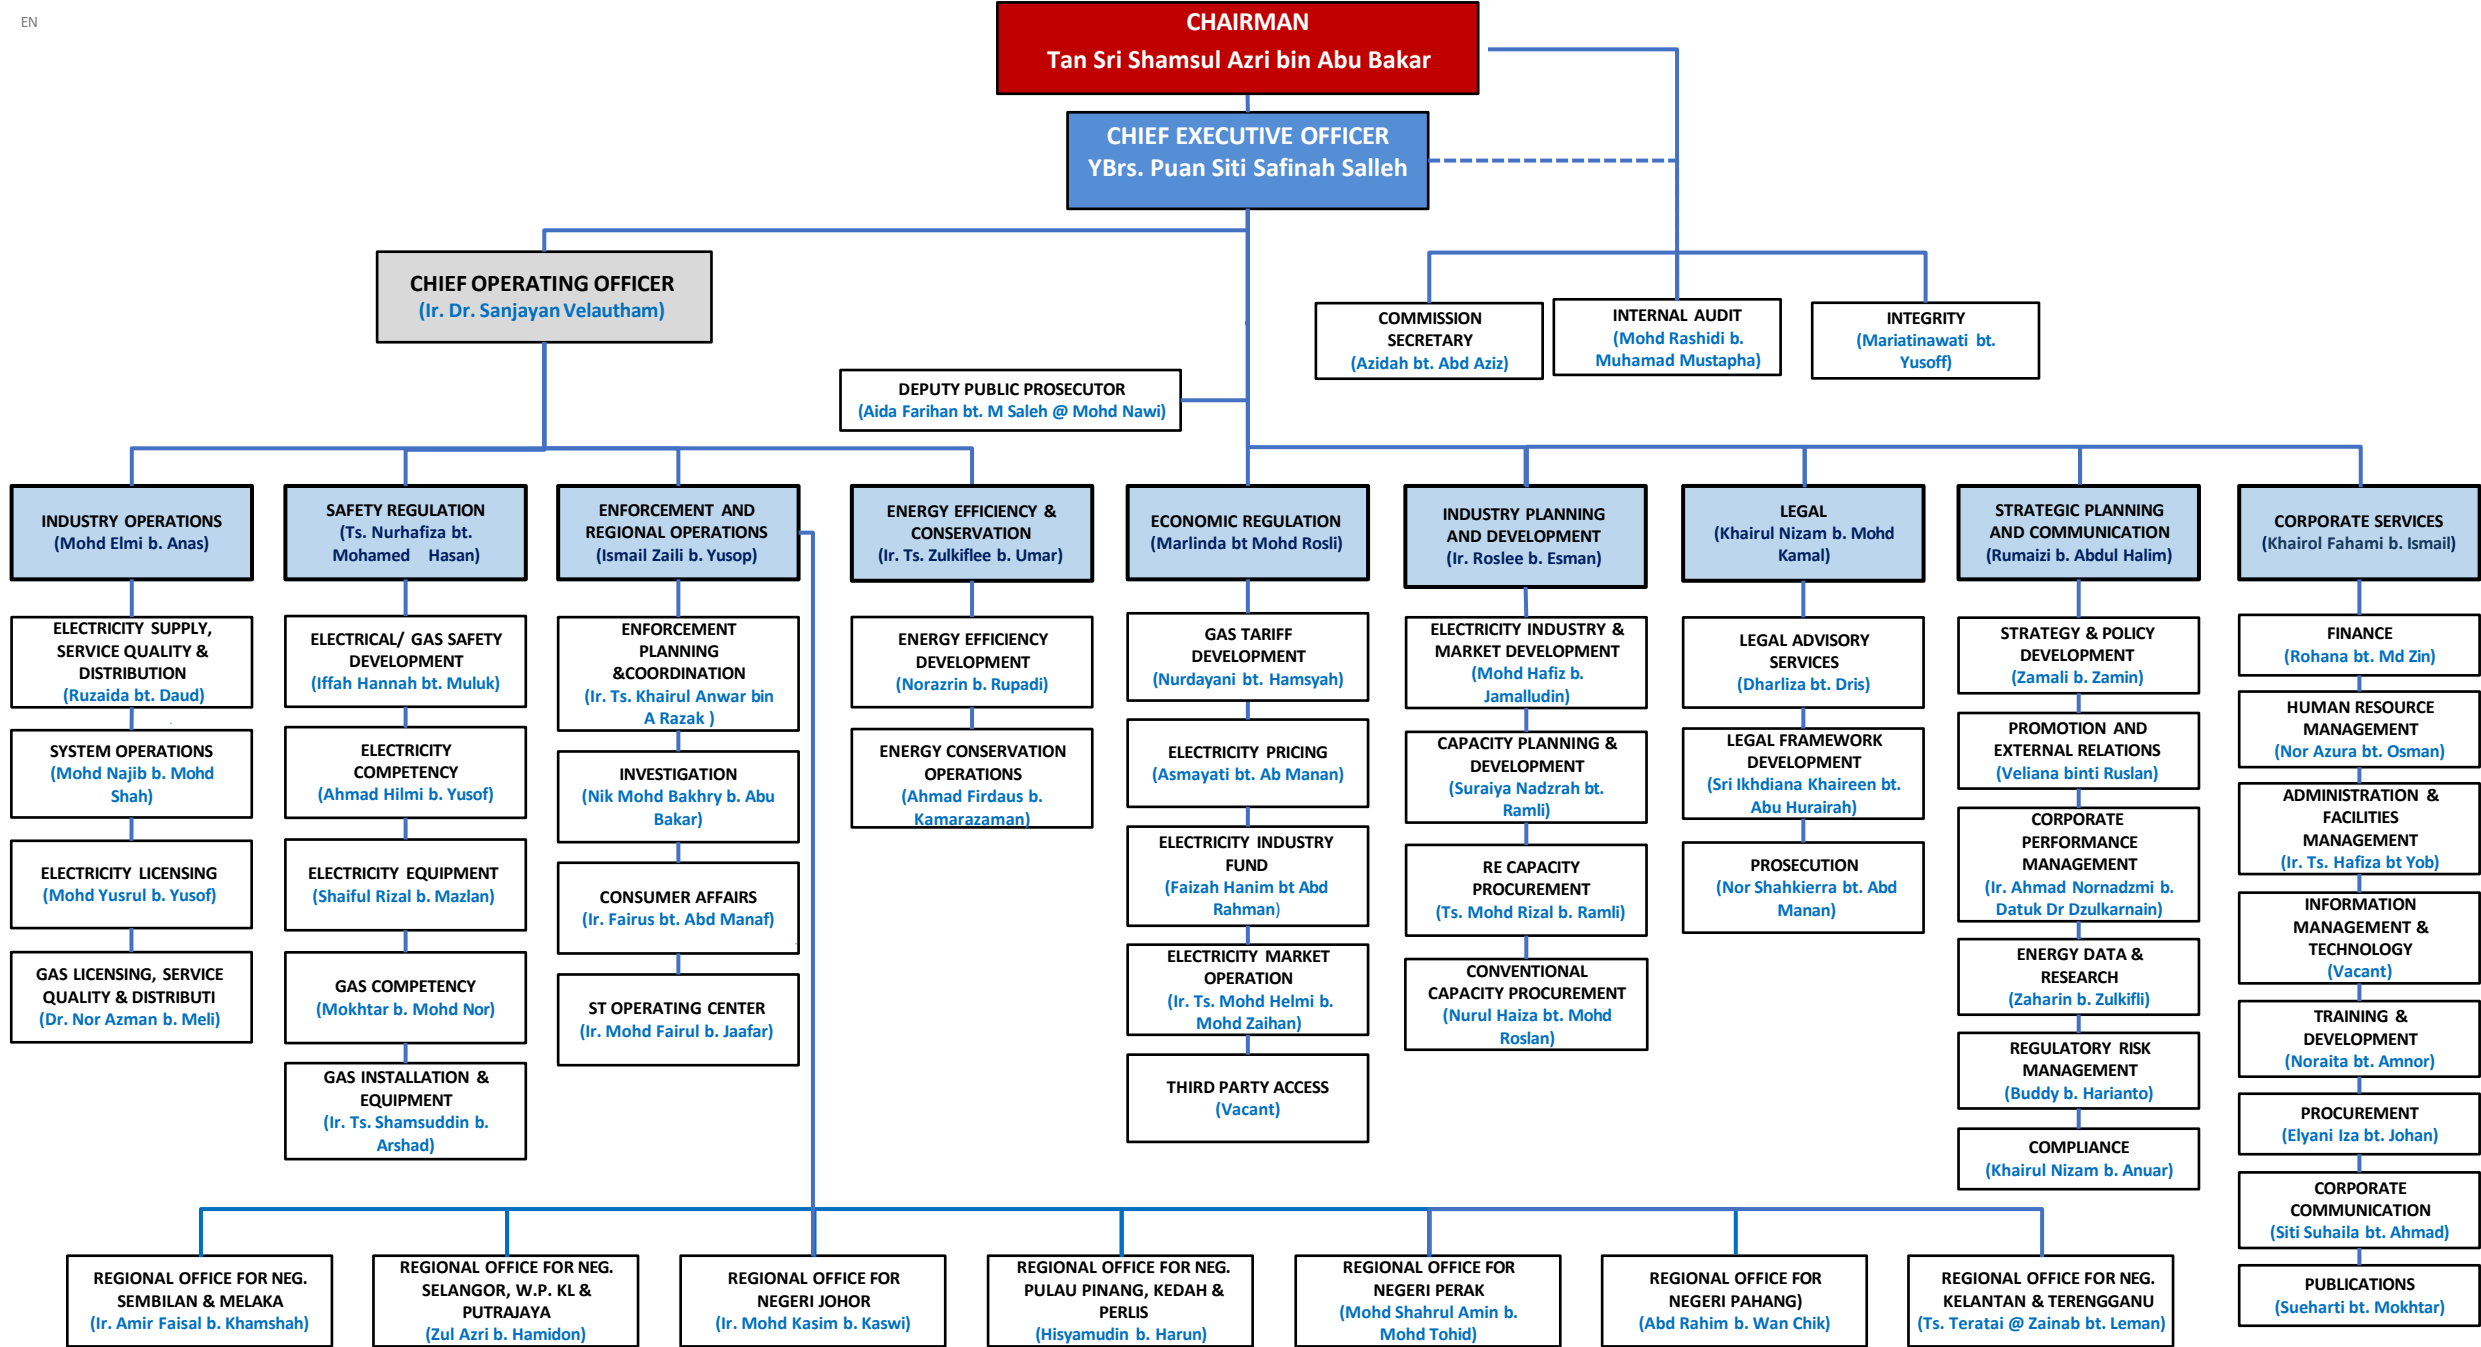 EN
CHAIRMAN
Tan Sri Shamsul Azri bin Abu Bakar
CHIEF EXECUTIVE OFFICER
YBrs. Puan Siti Safinah Salleh
CHIEF OPERATING OFFICER
(Ir. Dr. Sanjayan Velautham)
COMMISSION
SECRETARY
(Azidah bt. Abd Aziz)
INTERNAL AUDIT
(Mohd Rashidi b.
Muhamad Mustapha)
INTEGRITY
(Mariatinawati bt.
Yusoff)
DEPUTY PUBLIC PROSECUTOR
(Aida Farihan bt. M Saleh @ Mohd Nawi)
INDUSTRY OPERATIONS
(Mohd Elmi b. Anas)
SAFETY REGULATION
(Ts. Nurhafiza bt.
Mohamed Hasan)
ENFORCEMENT AND
REGIONAL OPERATIONS
(Ismail Zaili b. Yusop)
ENERGY EFFICIENCY &
CONSERVATION
(Ir. Ts. Zulkiflee b. Umar)
ECONOMIC REGULATION
(Marlinda bt Mohd Rosli)
INDUSTRY PLANNING
AND DEVELOPMENT
(Ir. Roslee b. Esman)
LEGAL
(Khairul Nizam b. Mohd
Kamal)
STRATEGIC PLANNING
AND COMMUNICATION
(Rumaizi b. Abdul Halim)
CORPORATE SERVICES
(Khairol Fahami b. Ismail)
ELECTRICITY SUPPLY,
SERVICE QUALITY &
DISTRIBUTION
(Ruzaida bt. Daud)
SYSTEM OPERATIONS
(Mohd Najib b. Mohd
Shah)
ELECTRICITY LICENSING
(Mohd Yusrul b. Yusof)
GAS LICENSING, SERVICE
QUALITY & DISTRIBUTI
(Dr. Nor Azman b. Meli)
ELECTRICAL/ GAS SAFETY
DEVELOPMENT
(Iffah Hannah bt. Muluk)
ELECTRICITY
COMPETENCY
(Ahmad Hilmi b. Yusof)
ELECTRICITY EQUIPMENT
(Shaiful Rizal b. Mazlan)
GAS COMPETENCY
(Mokhtar b. Mohd Nor)
GAS INSTALLATION &
EQUIPMENT
(Ir. Ts. Shamsuddin b.
Arshad)
ENFORCEMENT
PLANNING
&COORDINATION
(Ir. Ts. Khairul Anwar bin
A Razak )
INVESTIGATION
(Nik Mohd Bakhry b. Abu
Bakar)
CONSUMER AFFAIRS
(Ir. Fairus bt. Abd Manaf)
ST OPERATING CENTER
(Ir. Mohd Fairul b. Jaafar)
ENERGY EFFICIENCY
DEVELOPMENT
(Norazrin b. Rupadi)
ENERGY CONSERVATION
OPERATIONS
(Ahmad Firdaus b.
Kamarazaman)
GAS TARIFF
DEVELOPMENT
(Nurdayani bt. Hamsyah)
ELECTRICITY PRICING
(Asmayati bt. Ab Manan)
ELECTRICITY INDUSTRY
FUND
(Faizah Hanim bt Abd
Rahman)
ELECTRICITY MARKET
OPERATION
(Ir. Ts. Mohd Helmi b.
Mohd Zaihan)
THIRD PARTY ACCESS
(Vacant)
ELECTRICITY INDUSTRY &
MARKET DEVELOPMENT
(Mohd Hafiz b.
Jamalludin)
CAPACITY PLANNING &
DEVELOPMENT
(Suraiya Nadzrah bt.
Ramli)
RE CAPACITY
PROCUREMENT
(Ts. Mohd Rizal b. Ramli)
CONVENTIONAL
CAPACITY PROCUREMENT
(Nurul Haiza bt. Mohd
Roslan)
LEGAL ADVISORY
SERVICES
(Dharliza bt. Dris)
LEGAL FRAMEWORK
DEVELOPMENT
(Sri Ikhdiana Khaireen bt.
Abu Hurairah)
PROSECUTION
(Nor Shahkierra bt. Abd
Manan)
STRATEGY & POLICY
DEVELOPMENT
(Zamali b. Zamin)
PROMOTION AND
EXTERNAL RELATIONS
(Veliana binti Ruslan)
CORPORATE
PERFORMANCE
MANAGEMENT
(Ir. Ahmad Nornadzmi b.
Datuk Dr Dzulkarnain)
ENERGY DATA &
RESEARCH
(Zaharin b. Zulkifli)
REGULATORY RISK
MANAGEMENT
(Buddy b. Harianto)
COMPLIANCE
(Khairul Nizam b. Anuar)
FINANCE
(Rohana bt. Md Zin)
HUMAN RESOURCE
MANAGEMENT
(Nor Azura bt. Osman)
ADMINISTRATION &
FACILITIES
MANAGEMENT
(Ir. Ts. Hafiza bt Yob)
INFORMATION
MANAGEMENT &
TECHNOLOGY
(Vacant)
TRAINING &
DEVELOPMENT
(Noraita bt. Amnor)
PROCUREMENT
(Elyani Iza bt. Johan)
CORPORATE
COMMUNICATION
(Siti Suhaila bt. Ahmad)
PUBLICATIONS
(Sueharti bt. Mokhtar)
REGIONAL OFFICE FOR NEG.
SEMBILAN & MELAKA
(Ir. Amir Faisal b. Khamshah)
REGIONAL OFFICE FOR NEG.
SELANGOR, W.P. KL &
PUTRAJAYA
(Zul Azri b. Hamidon)
REGIONAL OFFICE FOR
NEGERI JOHOR
(Ir. Mohd Kasim b. Kaswi)
REGIONAL OFFICE FOR NEG.
PULAU PINANG, KEDAH &
PERLIS
(Hisyamudin b. Harun)
REGIONAL OFFICE FOR
NEGERI PERAK
(Mohd Shahrul Amin b.
Mohd Tohid)
REGIONAL OFFICE FOR
NEGERI PAHANG)
(Abd Rahim b. Wan Chik)
REGIONAL OFFICE FOR NEG.
KELANTAN & TERENGGANU
(Ts. Teratai @ Zainab bt. Leman)